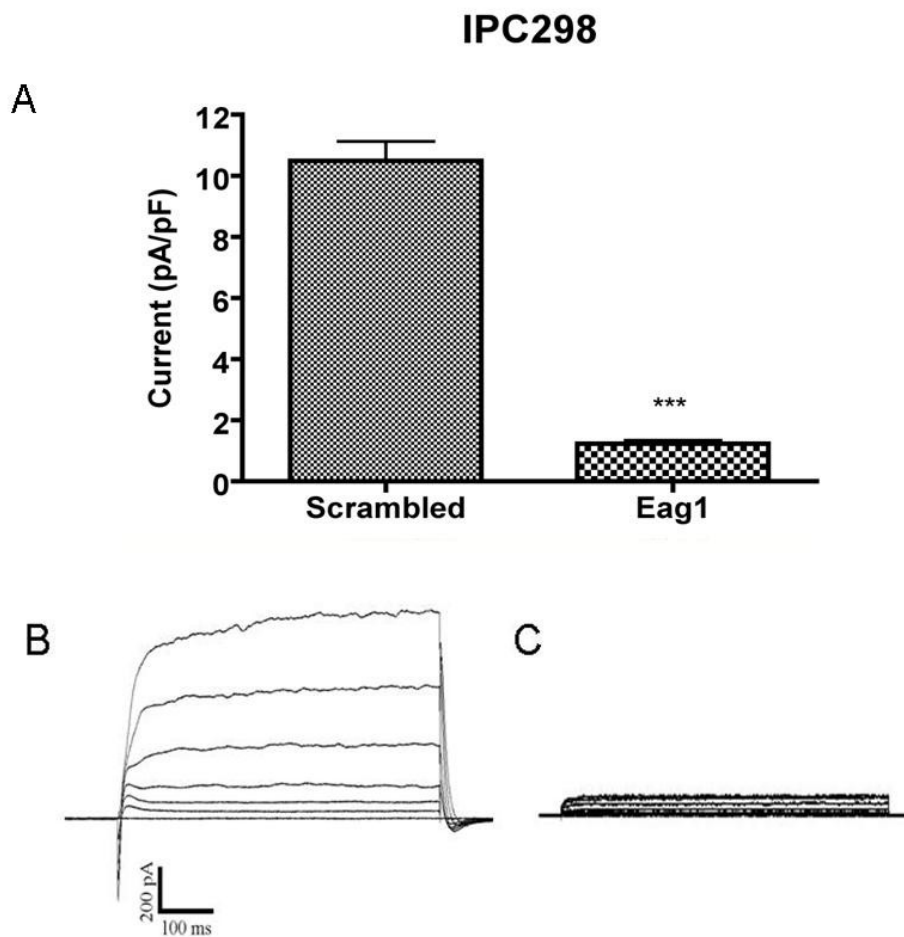 IPC298
A
12
10
8
6
4
2
0
Current (pA/pF)
***
Scrambled
Eag1
B
C
200 pA
100 ms